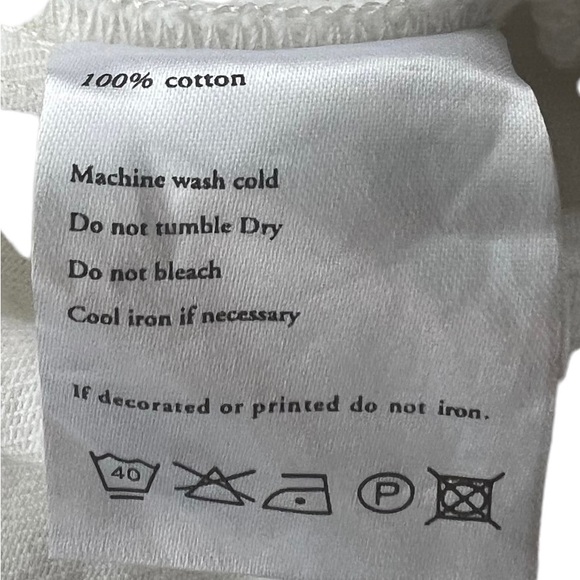 100% cotton
Machine wash cold
Do not tumble Dry
Do not bleach
Cool iron if necessary
If decorated or printed do not iron.
40 P